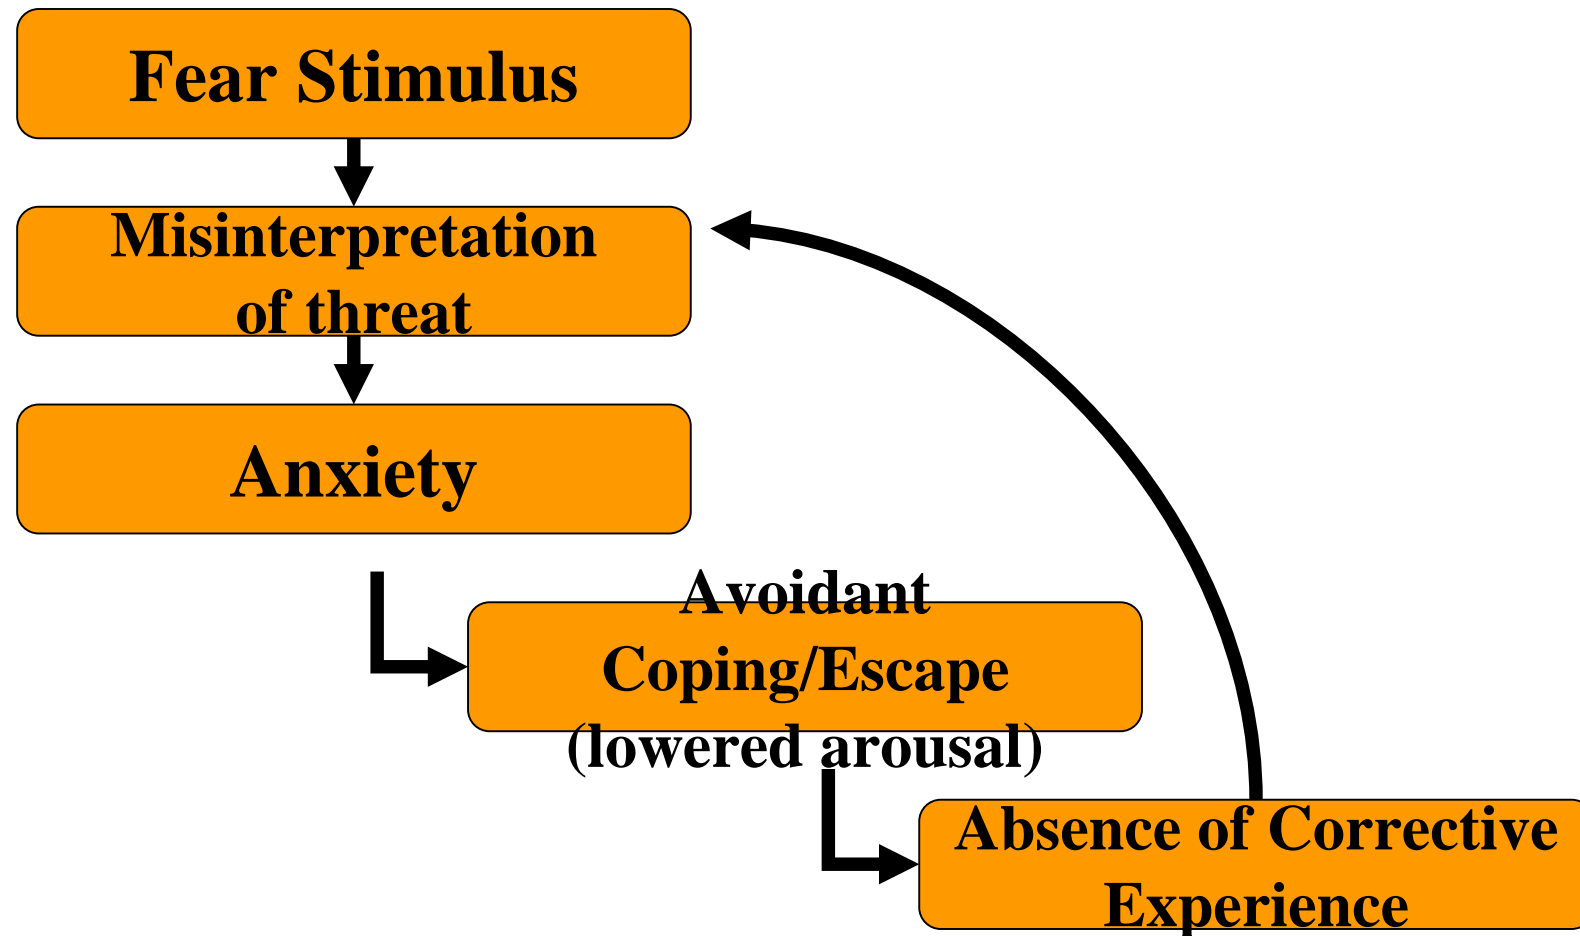 Fear Stimulus
Misinterpretation
of threat
Anxiety
Avoidant
Coping/Escape
(lowered arousal)
Absence of Corrective
Experience